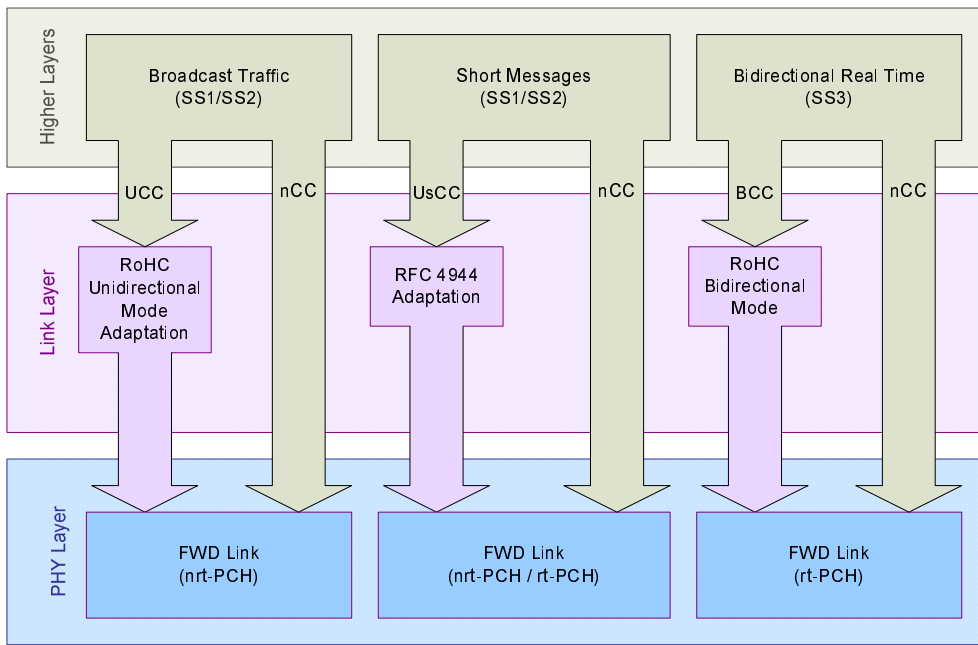 Higher Layers
Broadcast Traffic
(SS1/SS2)
Short Messages
(SS1/SS2)
Bidirectional Real Time
(SS3)
UCC
nCC
UsCC
nCC
BCC
nCC
Link Layer
RoHC
Unidirectional
Mode
Adaptation
RFC 4944
Adaptation
RoHC
Bidirectional
Mode
PHY Layer
FWD Link
(nrt-PCH)
FWD Link
(nrt-PCH / rt-PCH)
FWD Link
(rt-PCH)